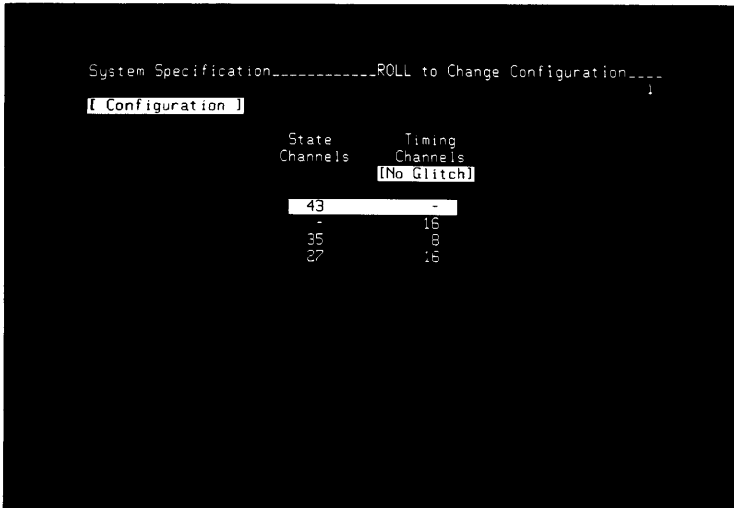 System Specification____________ROLL to Change Configuration____
1
[ Configuration ]
State Timing
Channels Channels
[No Glitch]
43 -
- 16
35 8
27 16